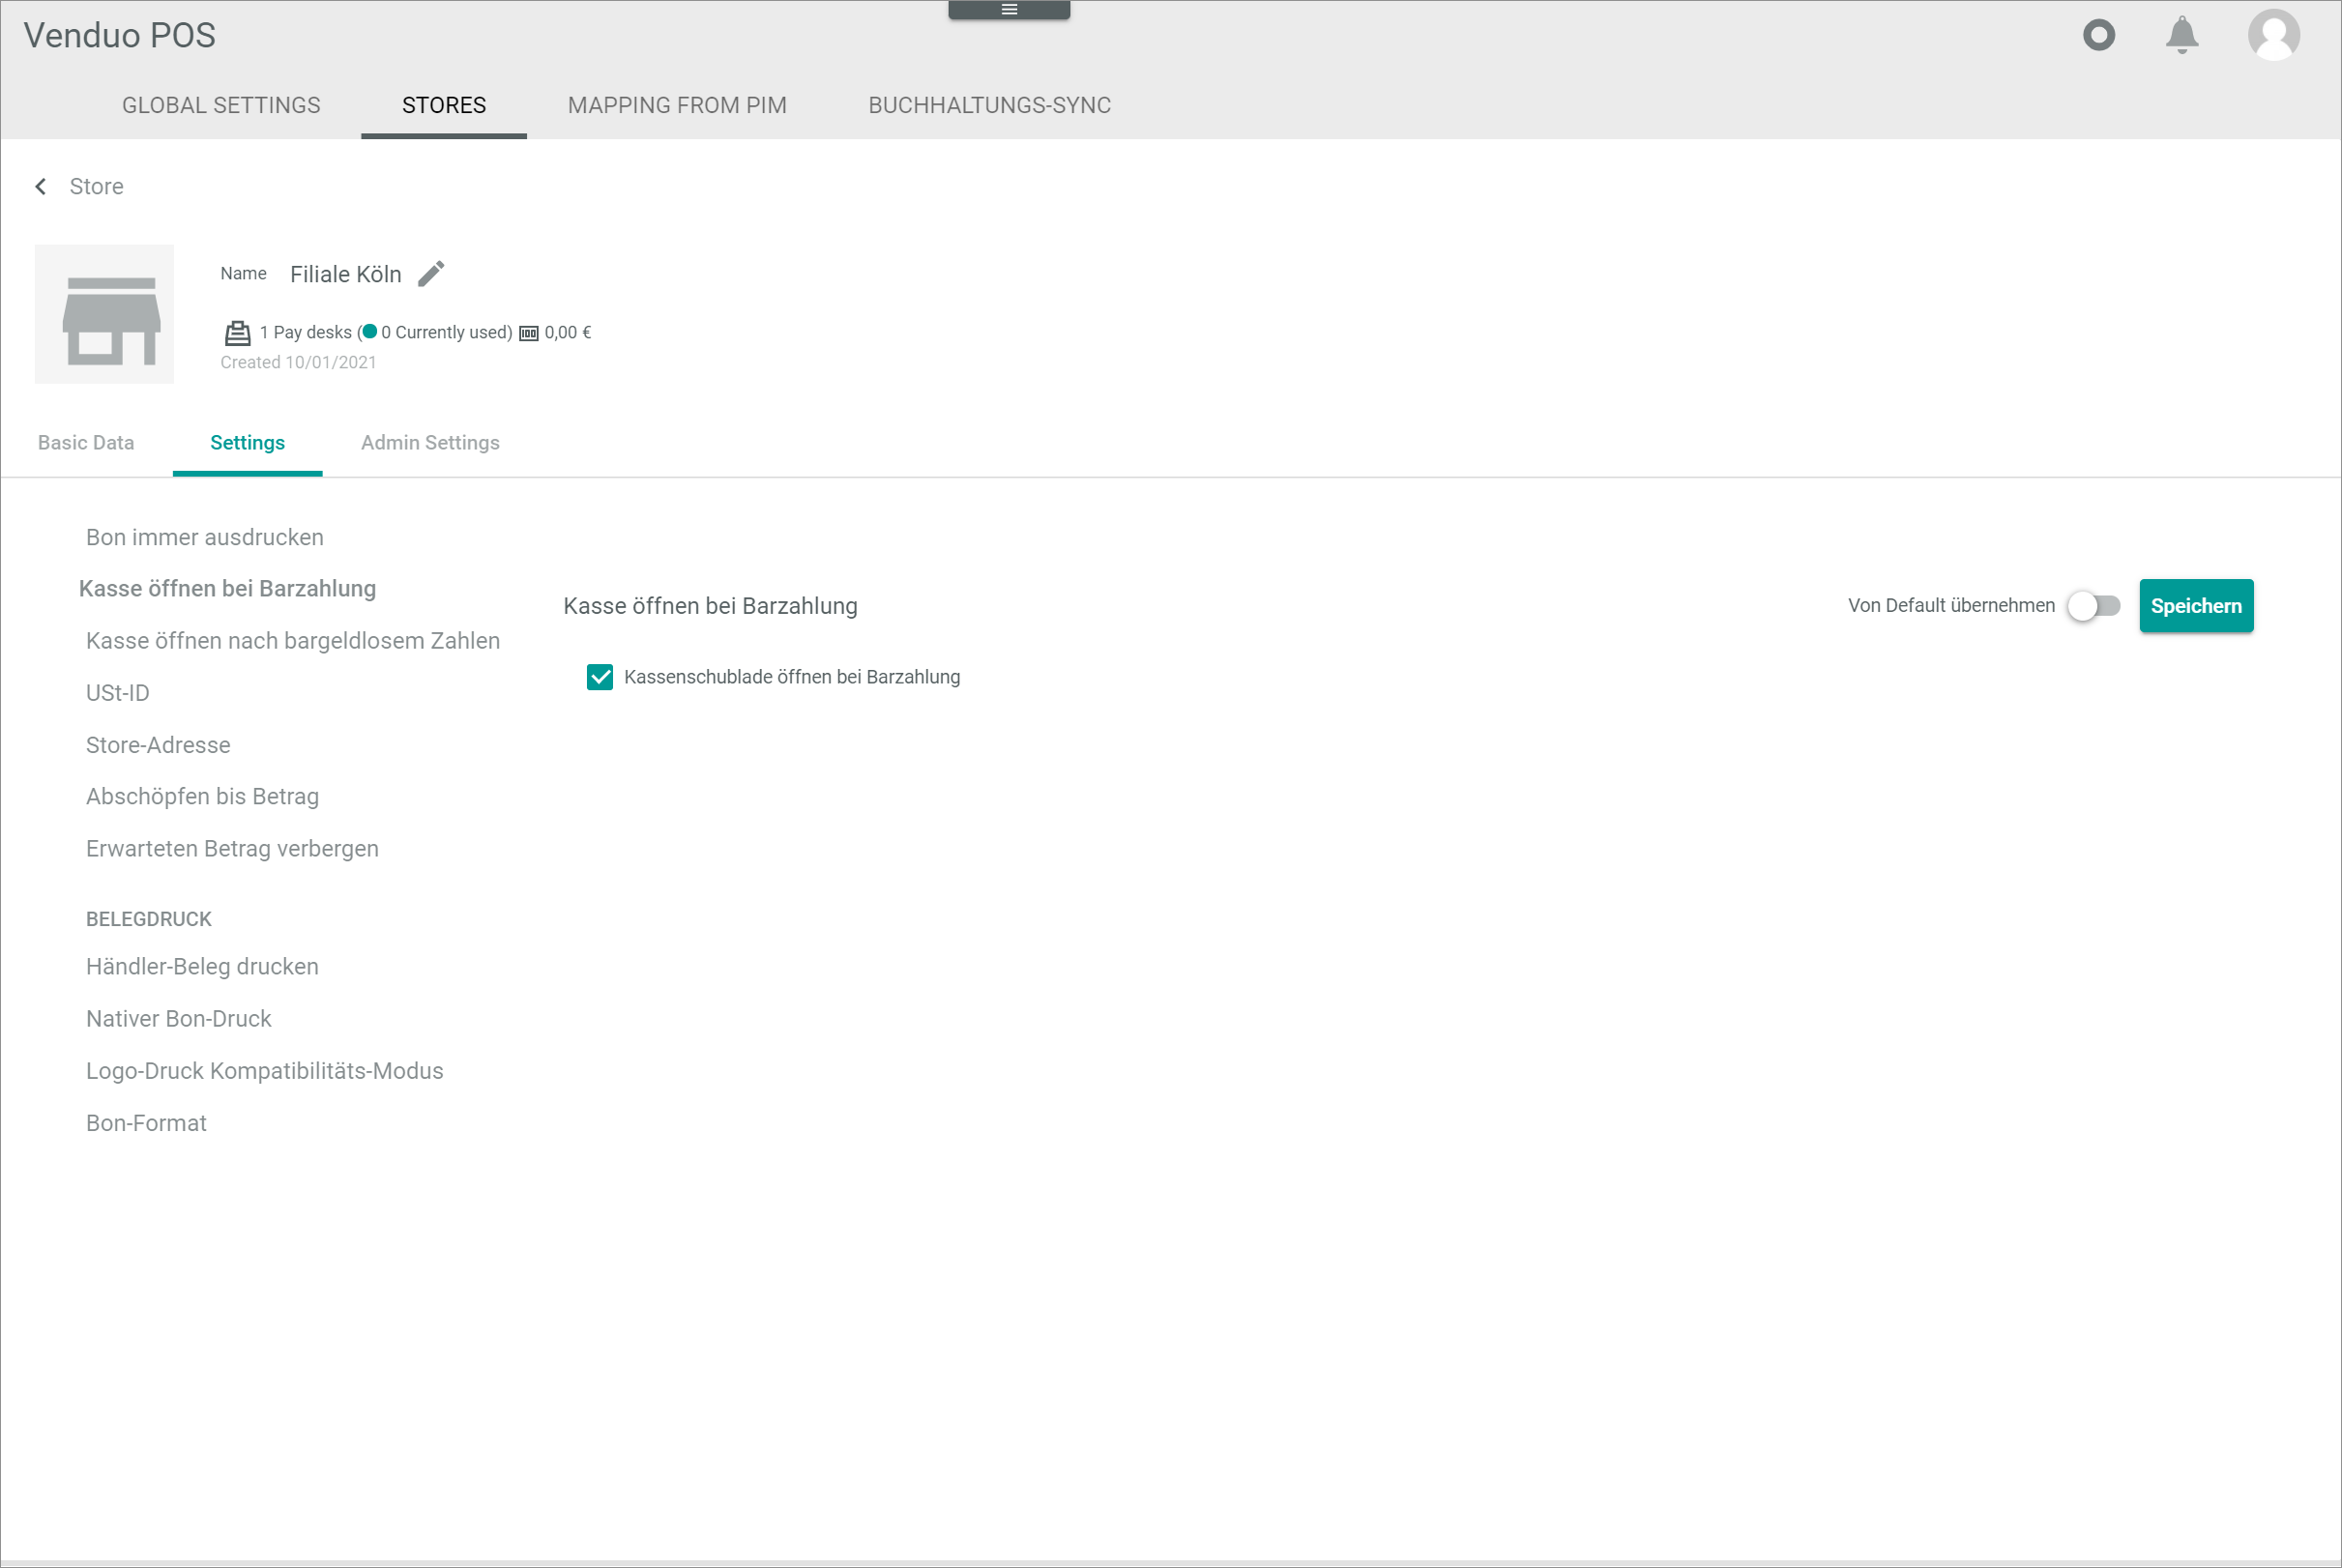 Venduo POS
GLOBAL SETTINGS STORES MAPPING FROM PIM BUCHHALTUNGS-SYNC
Store
Name Filiale Köln
1 Pay desks ( 0 Currently used) 0,00 €
Created 10/01/2021
Basic Data Settings Admin Settings
Bon immer ausdrucken
Kasse öffnen bei Barzahlung
Kasse öffnen nach bargeldlosem Zahlen
USt-ID
Store-Adresse
Abschöpfen bis Betrag
Erwarteten Betrag verbergen
BELEGDRUCK
Händler-Beleg drucken
Nativer Bon-Druck
Logo-Druck Kompatibilitäts-Modus
Bon-Format
Kasse öffnen bei Barzahlung Von Default übernehmen Speichern
Kassenschublade öffnen bei Barzahlung